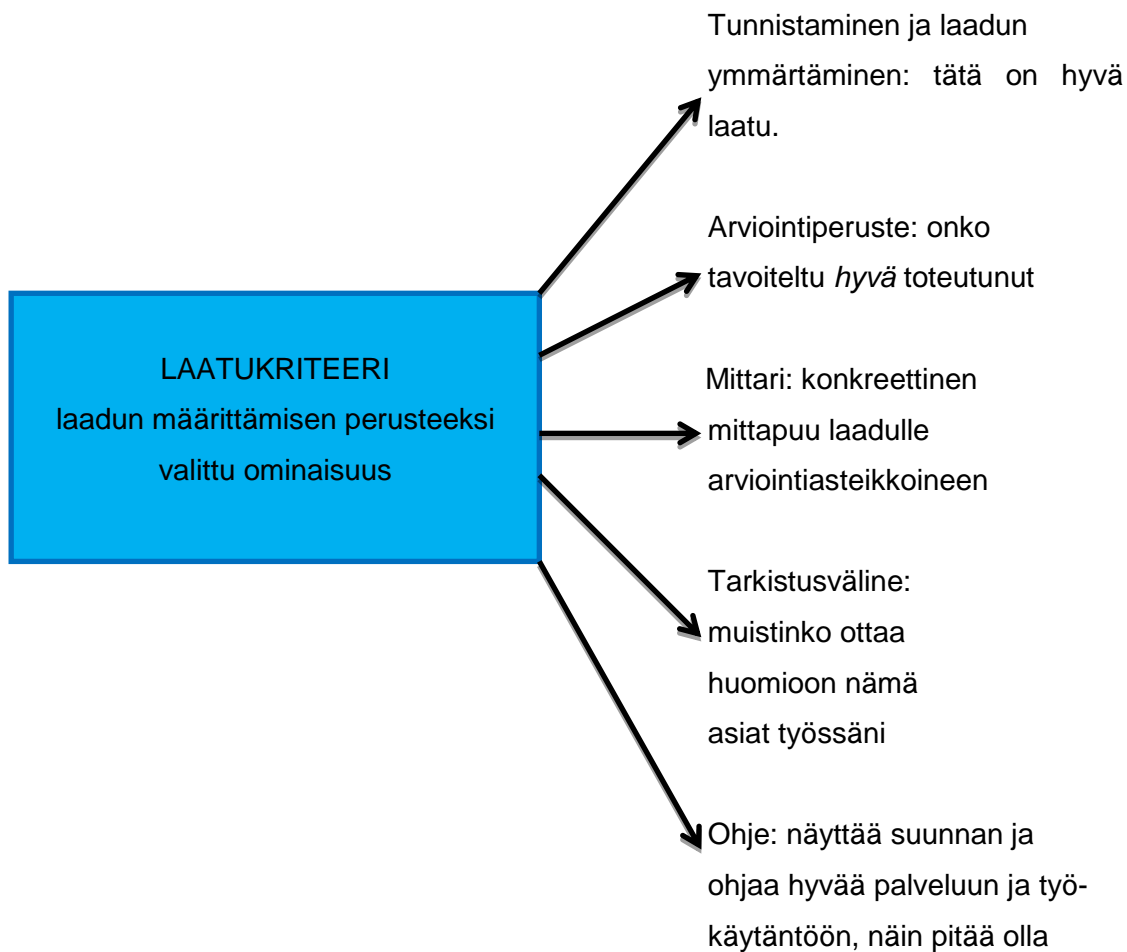 Tunnistaminen ja laadun
ymmärtäminen: tätä on hyvä
laatu.
Arviointiperuste: onko
tavoiteltu hyvä toteutunut
LAATUKRITEERI
laadun määrittämisen perusteeksi
valittu ominaisuus
Mittari: konkreettinen
mittapuu laadulle
arviointiasteikkoineen
Tarkistusväline:
muistinko ottaa
huomioon nämä
asiat työssäni
Ohje: näyttää suunnan ja
ohjaa hyvää palveluun ja työ-
käytäntöön, näin pitää olla